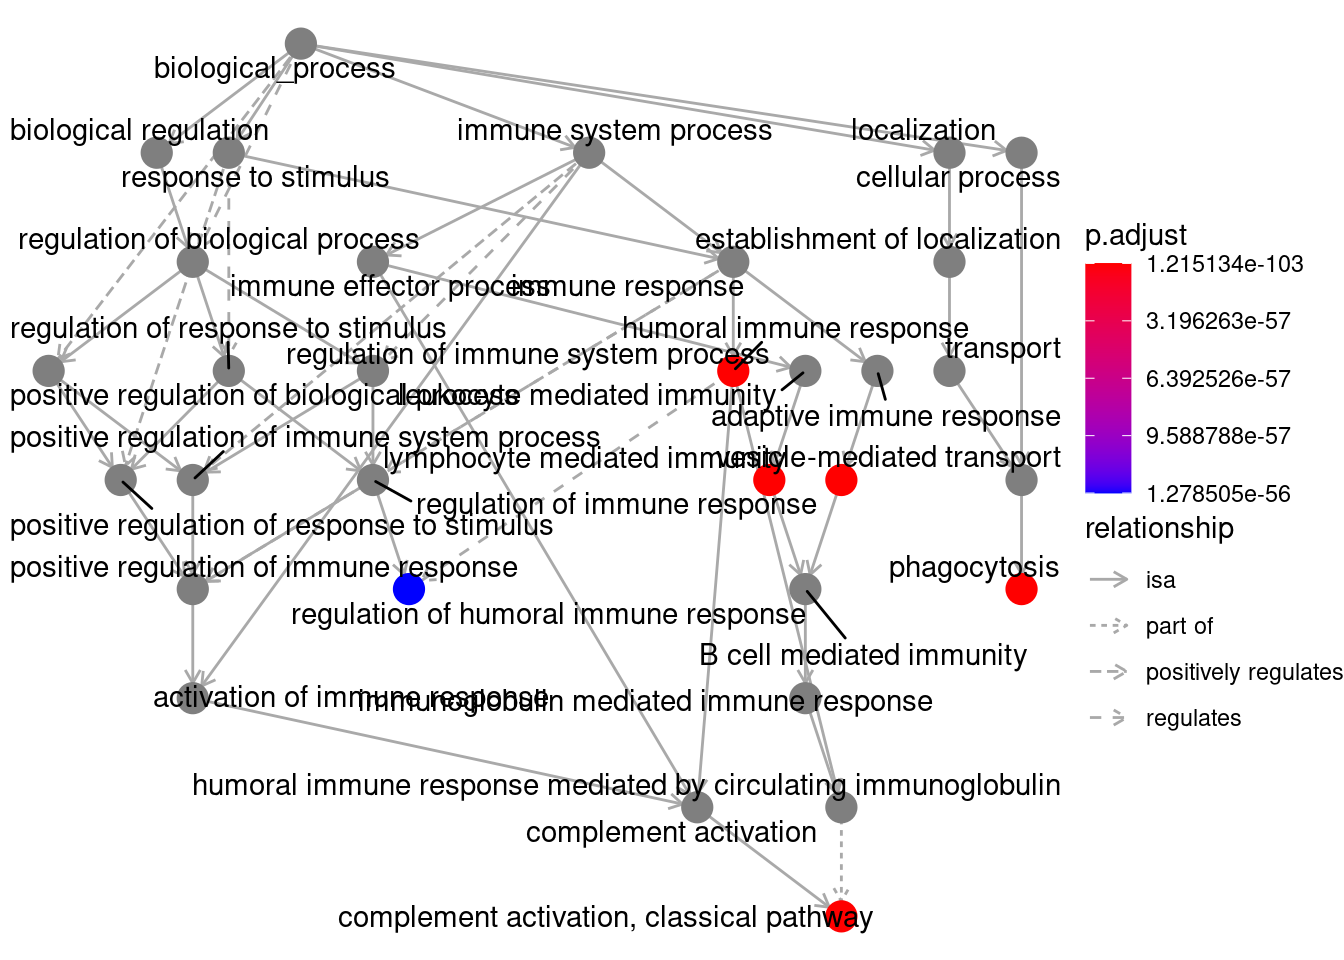 biological_process
biological regulation
immune system process
localization
response to stimulus
cellular process
regulation of biological process
establishment of localization
immune effector process
immune response
regulation of response to stimulus
humoral immune response
regulation of immune system process
transport
positive regulation of biological process
leukocyte mediated immunity
adaptive immune response
positive regulation of immune system process
lymphocyte mediated immunity
vesicle-mediated transport
regulation of immune response
positive regulation of response to stimulus
positive regulation of immune response
phagocytosis
regulation of humoral immune response
B cell mediated immunity
activation of immune response
immunoglobulin mediated immune response
humoral immune response mediated by circulating immunoglobulin
complement activation
complement activation, classical pathway
p.adjust
1.215134e-103
3.196263e-57
6.392526e-57
9.588788e-57
1.278505e-56
relationship
isa
part of
positively regulates
regulates